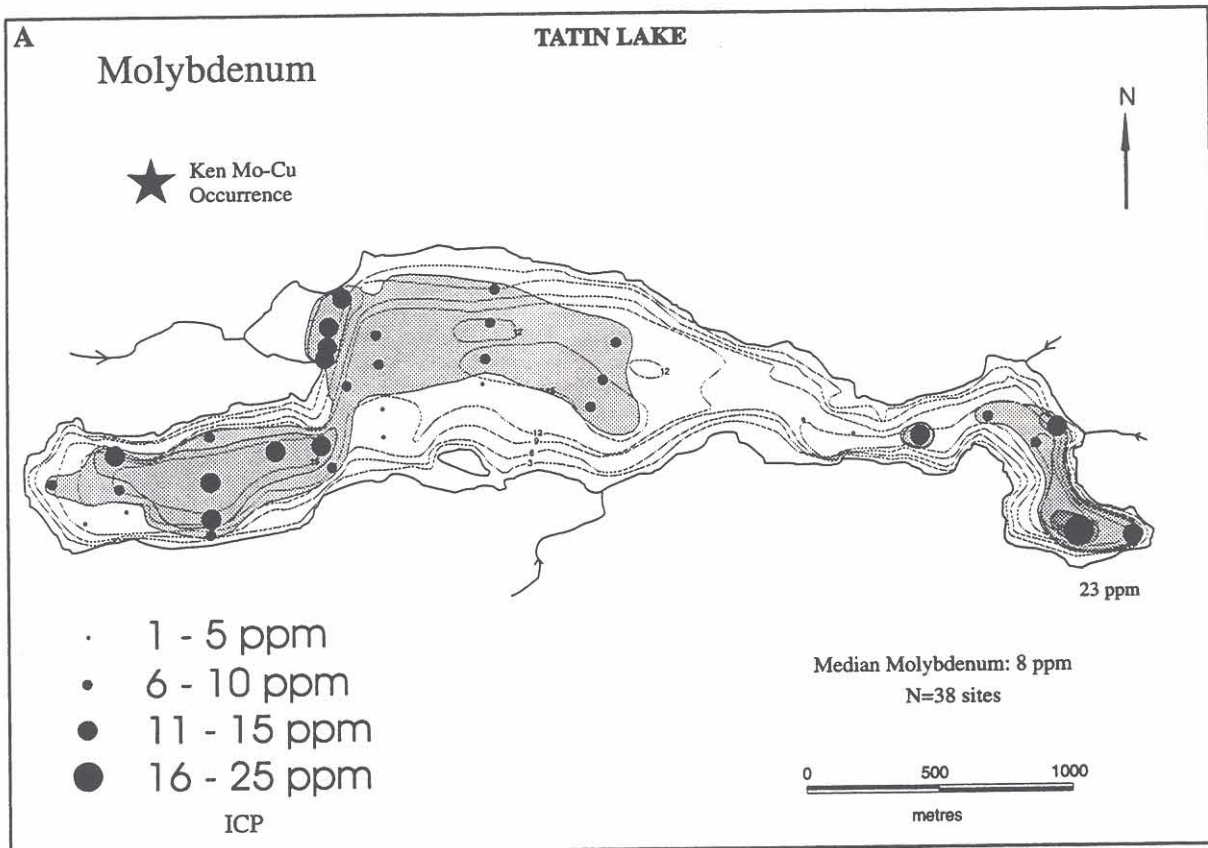 A
TATIN LAKE
Molybdenum
N
Ken Mo-Cu
Occurrence
12
12
12
9
6
3
23 ppm
1 - 5 ppm
6 - 10 ppm
11 - 15 ppm
16 - 25 ppm
ICP
Median Molybdenum: 8 ppm
N=38 sites
0 500 1000
metres